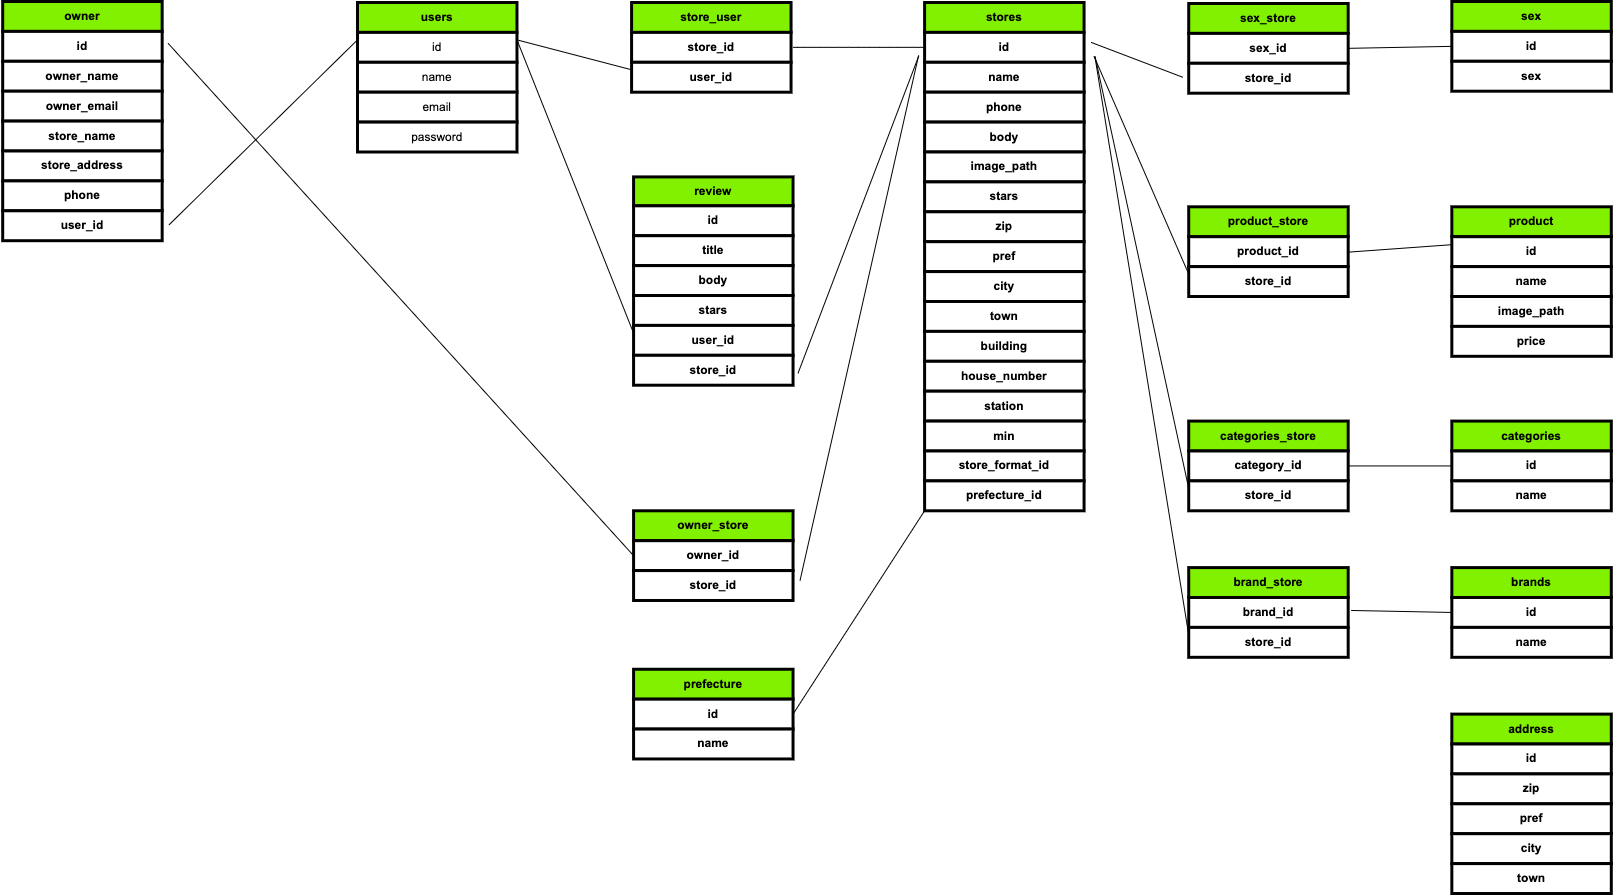 owner
id
owner_name
owner_email
store_name
store_address
phone
user_id
users
id
name
email
password
store_user
store_id
user_id
review
id
title
body
stars
user_id
store_id
owner_store
owner_id
store_id
prefecture
id
name
stores
id
name
phone
body
image_path
stars
zip
pref
city
town
building
house_number
station
min
store_format_id
prefecture_id
sex_store
sex_id
store_id
product_store
product_id
store_id
categories_store
category_id
store_id
brand_store
brand_id
store_id
sex
id
sex
product
id
name
image_path
price
categories
id
name
brands
id
name
address
id
zip
pref
city
town